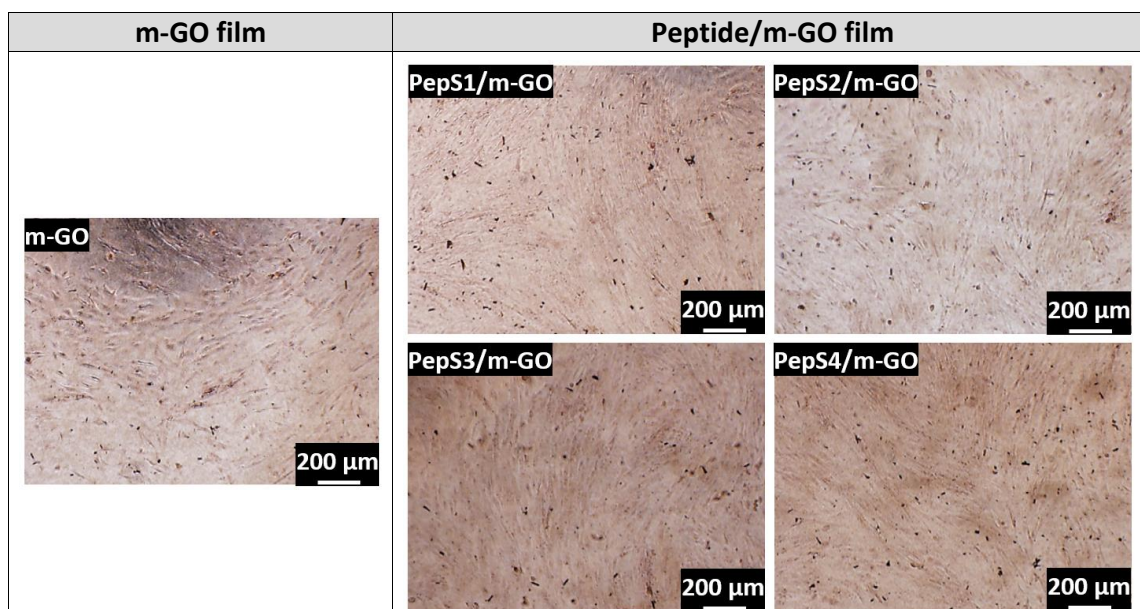 m-GO film
Peptide/m-GO film
m-GO
200 µm
PepS1/m-GO
200 µm
PepS2/m-GO
200 µm
PepS3/m-GO
200 µm
PepS4/m-GO
200 µm